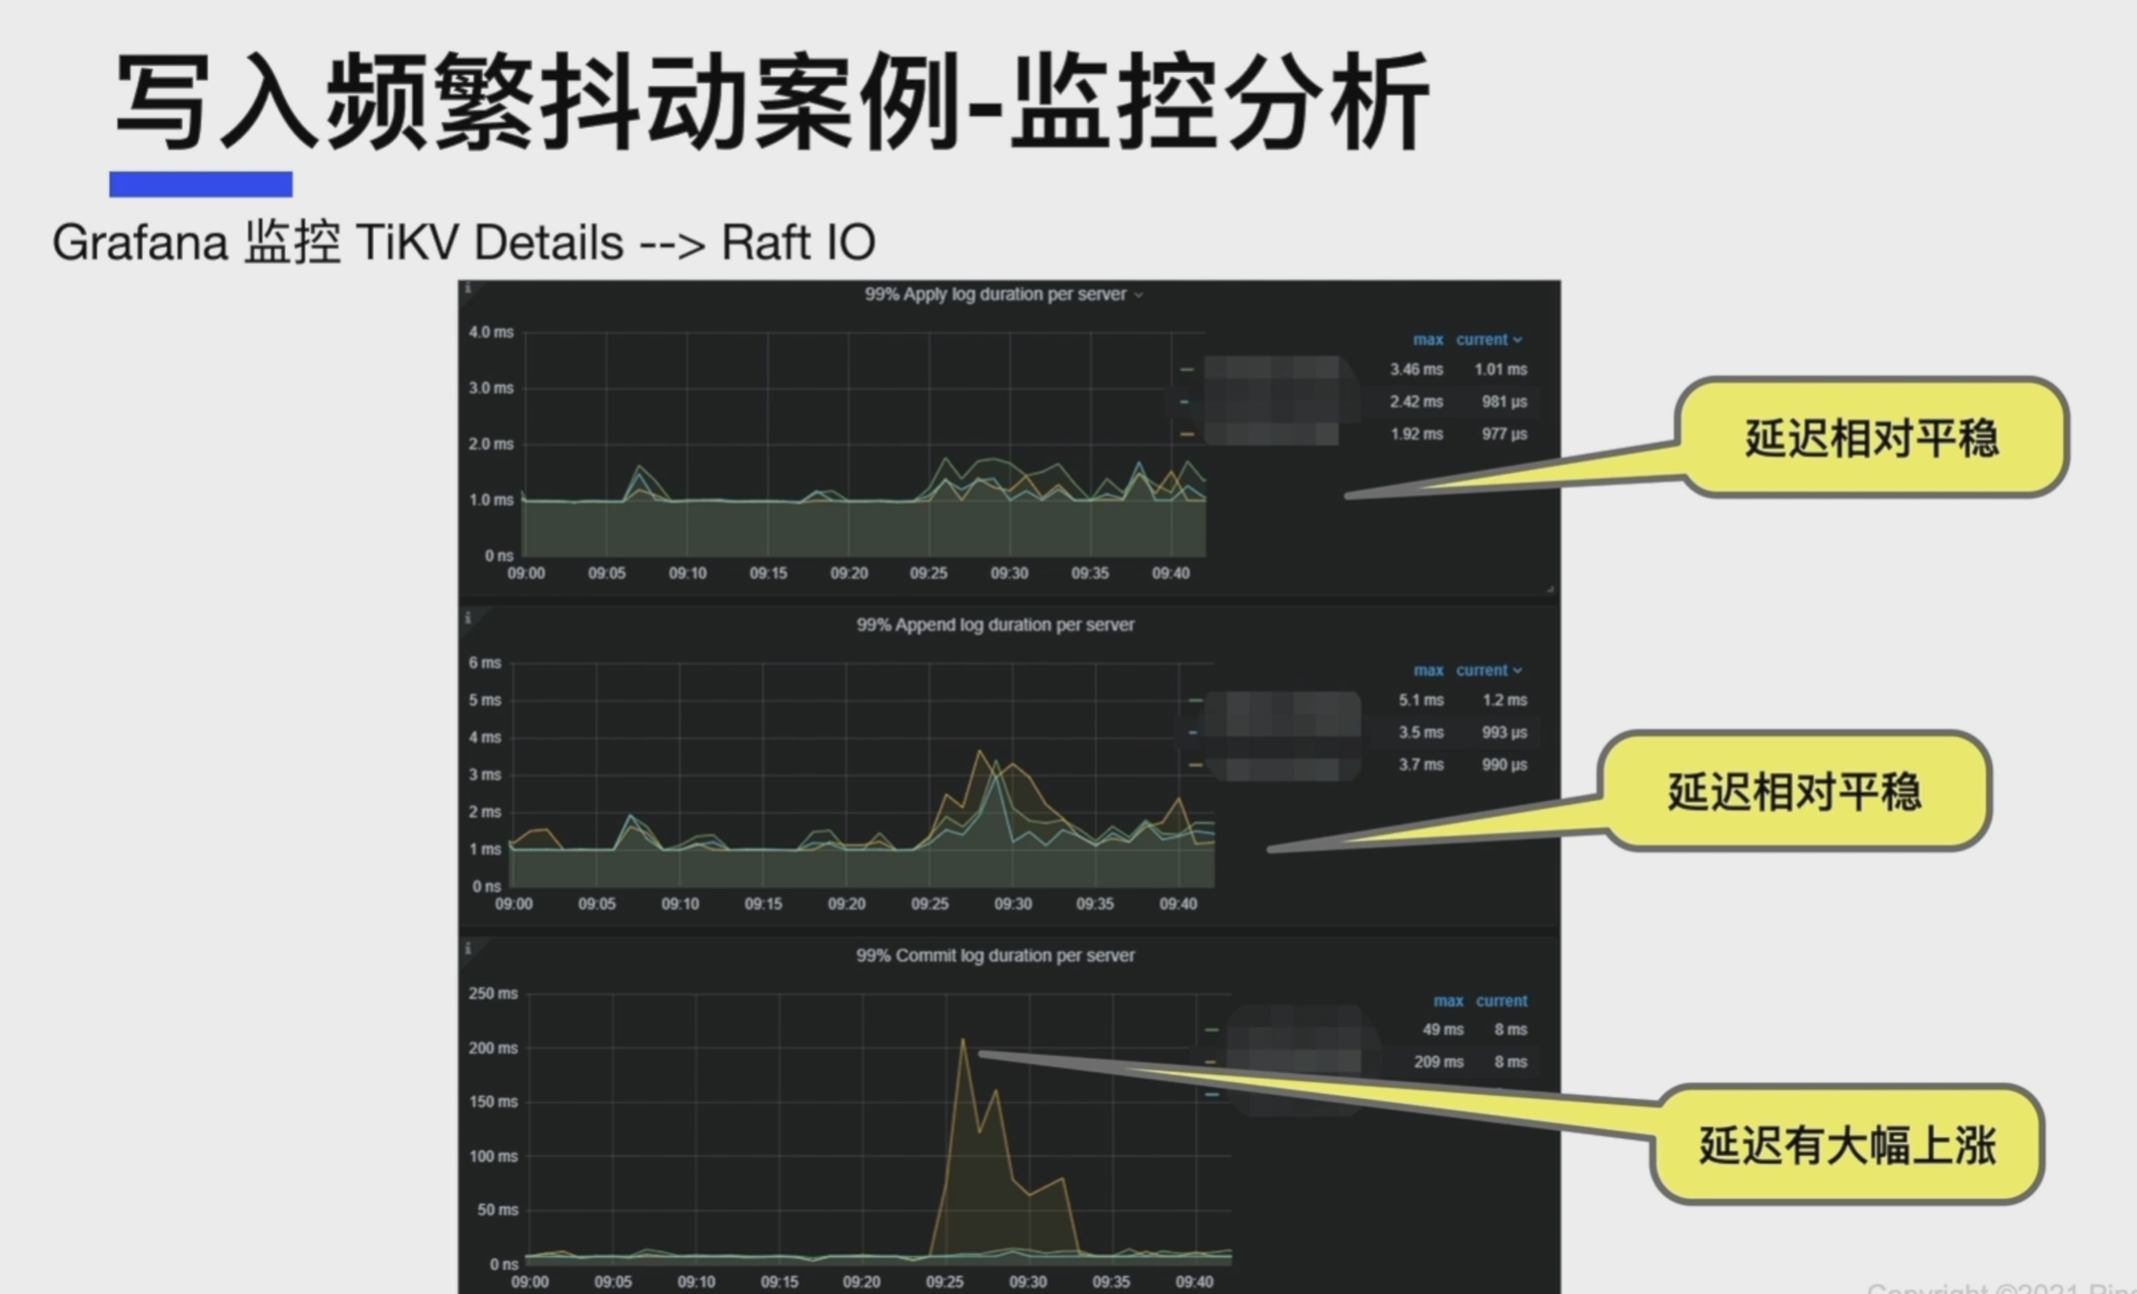 写入频繁抖动案例-监控分析
Grafana 监控 TiKV Details --> Raft IO
99% Apply log duration per server
4.0 ms
max current
3.46 ms 1.01 ms
3.0 ms
2.42 ms 981 µs
1.92 ms 977 µs
2.0 ms
延迟相对平稳
1.0 ms
0 ns
09:00 09:05 09:10 09:15 09:20 09:25 09:30 09:35 09:40
99% Append log duration per server
6 ms
max current
5 ms
5.1 ms 1.2 ms
4 ms
3.5 ms 993 µs
3.7 ms 990 µs
3 ms
延迟相对平稳
2 ms
1 ms
0 ns
09:00 09:05 09:10 09:15 09:20 09:25 09:30 09:35 09:40
99% Commit log duration per server
250 ms
max current
49 ms 8 ms
200 ms
209 ms 8 ms
150 ms
延迟有大幅上涨
100 ms
50 ms
0 ns
09:00 09:05 09:10 09:15 09:20 09:25 09:30 09:35 09:40
Copyright ©2021